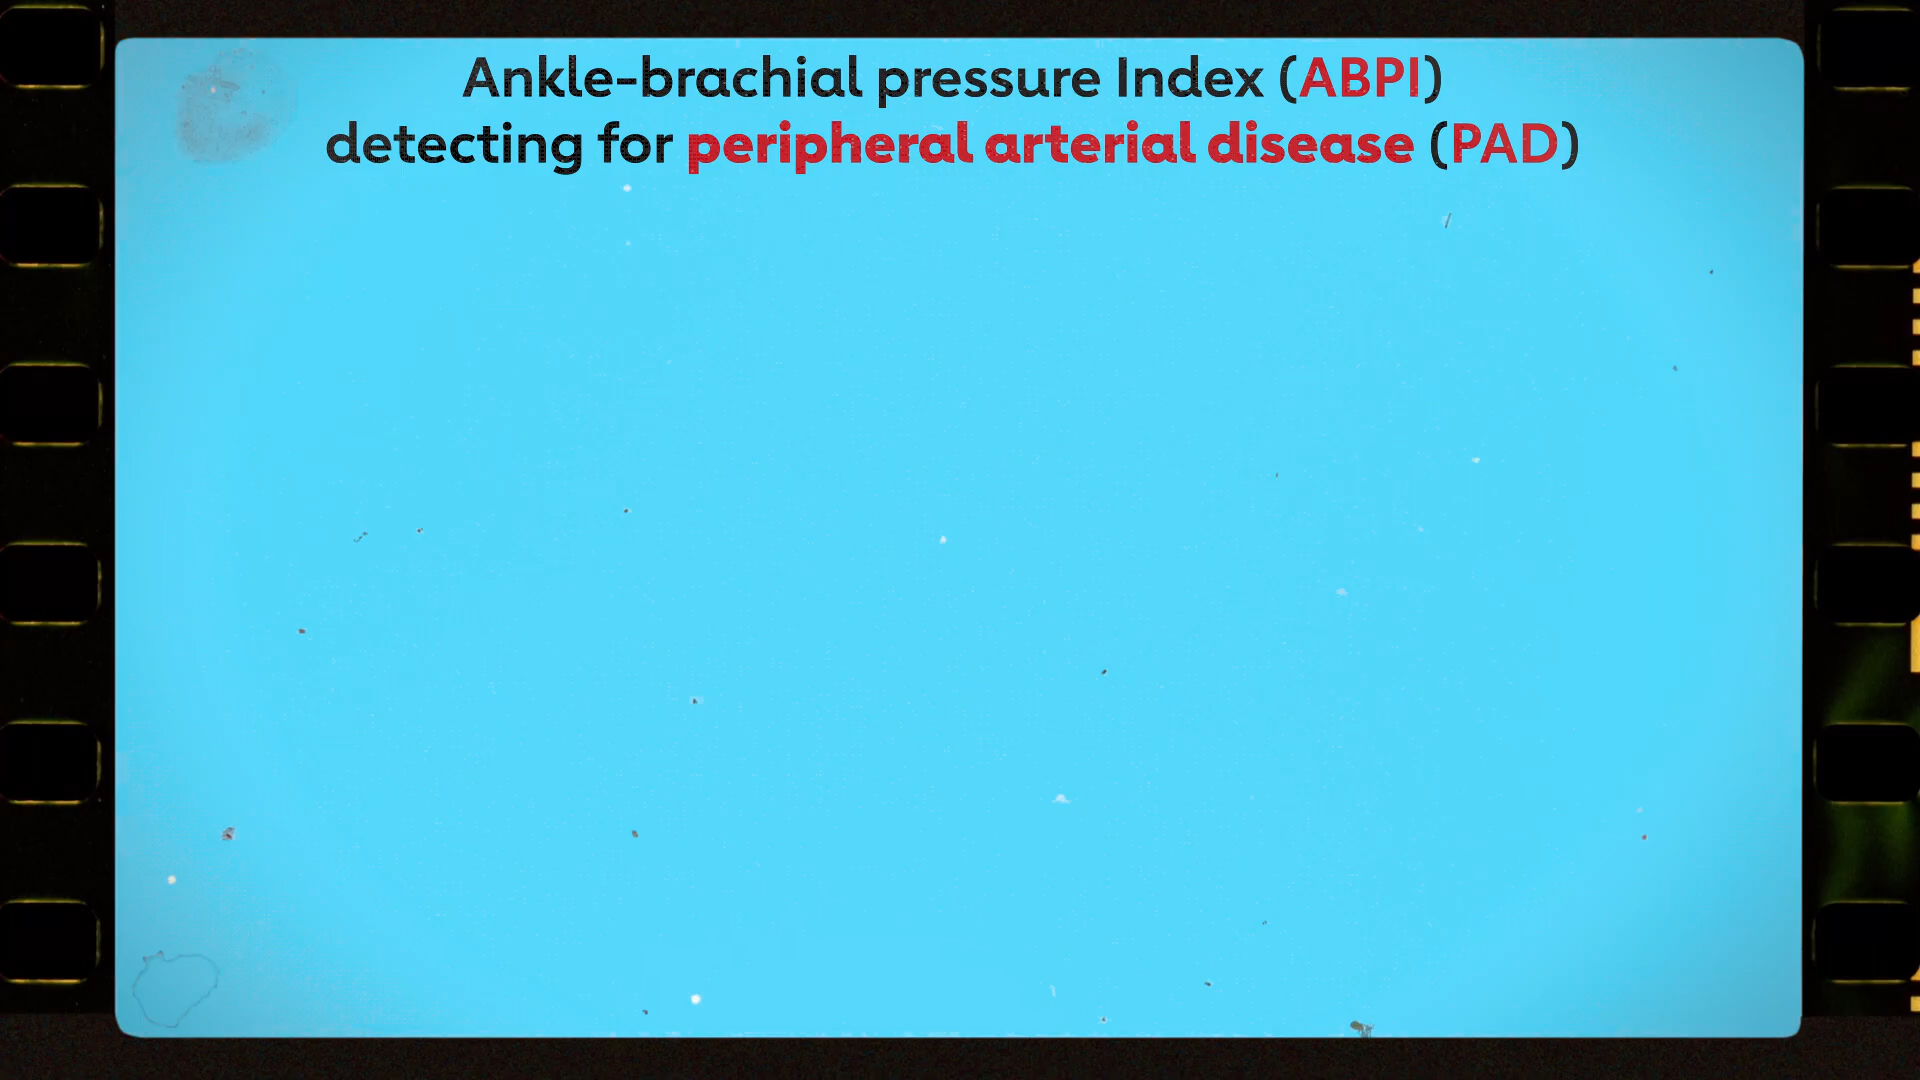 Ankle-brachial pressure Index (ABPI)
detecting for peripheral arterial disease (PAD)